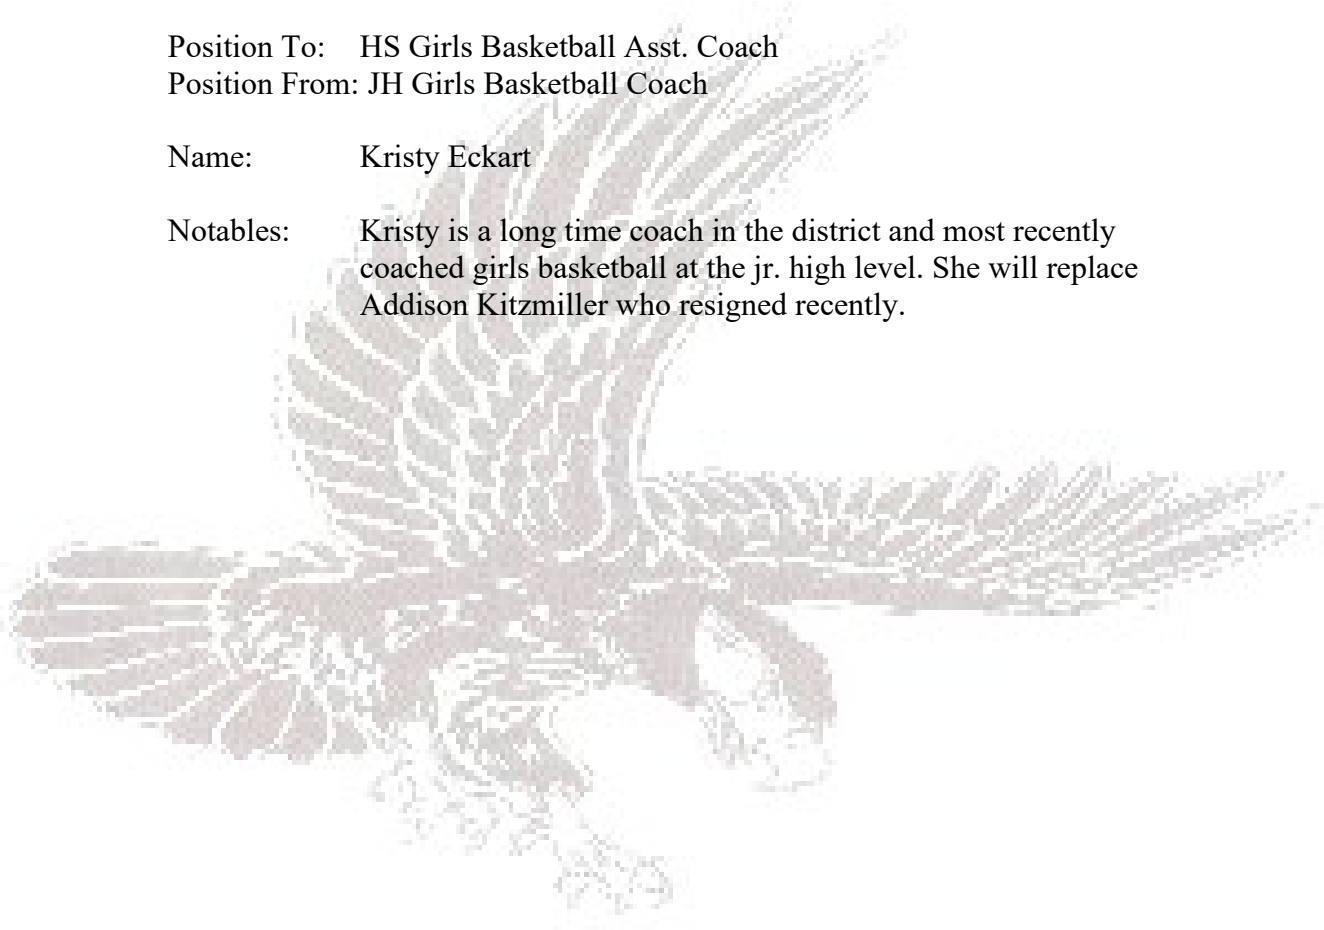 Position To: HS Girls Basketball Asst. Coach
Position From: JH Girls Basketball Coach
Name: Kristy Eckart
Notables: Kristy is a long time coach in the district and most recently
coached girls basketball at the jr. high level. She will replace
Addison Kitzmiller who resigned recently.